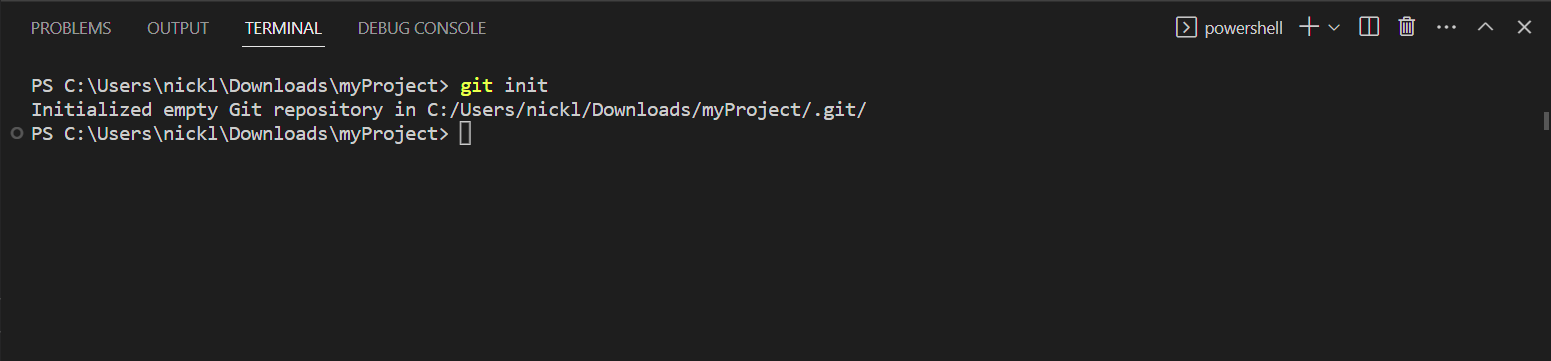 PROBLEMS OUTPUT TERMINAL DEBUG CONSOLE powershell
PS C:\Users\nickl\Downloads\myProject> git init
Initialized empty Git repository in C:/Users/nickl/Downloads/myProject/.git/
PS C:\Users\nickl\Downloads\myProject>